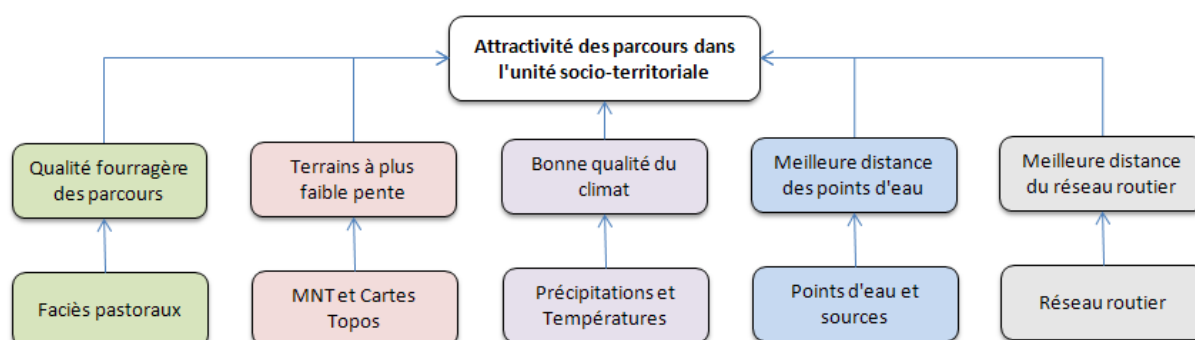 Attractivité des parcours dans
l'unité socio-territoriale
Qualité fourragère
des parcours
Terrains à plus
faible pente
Bonne qualité du
climat
Meilleure distance
des points d'eau
Meilleure distance
du réseau routier
Faciès pastoraux
MNT et Cartes
Topos
Précipitations et
Températures
Points d'eau et
sources
Réseau routier